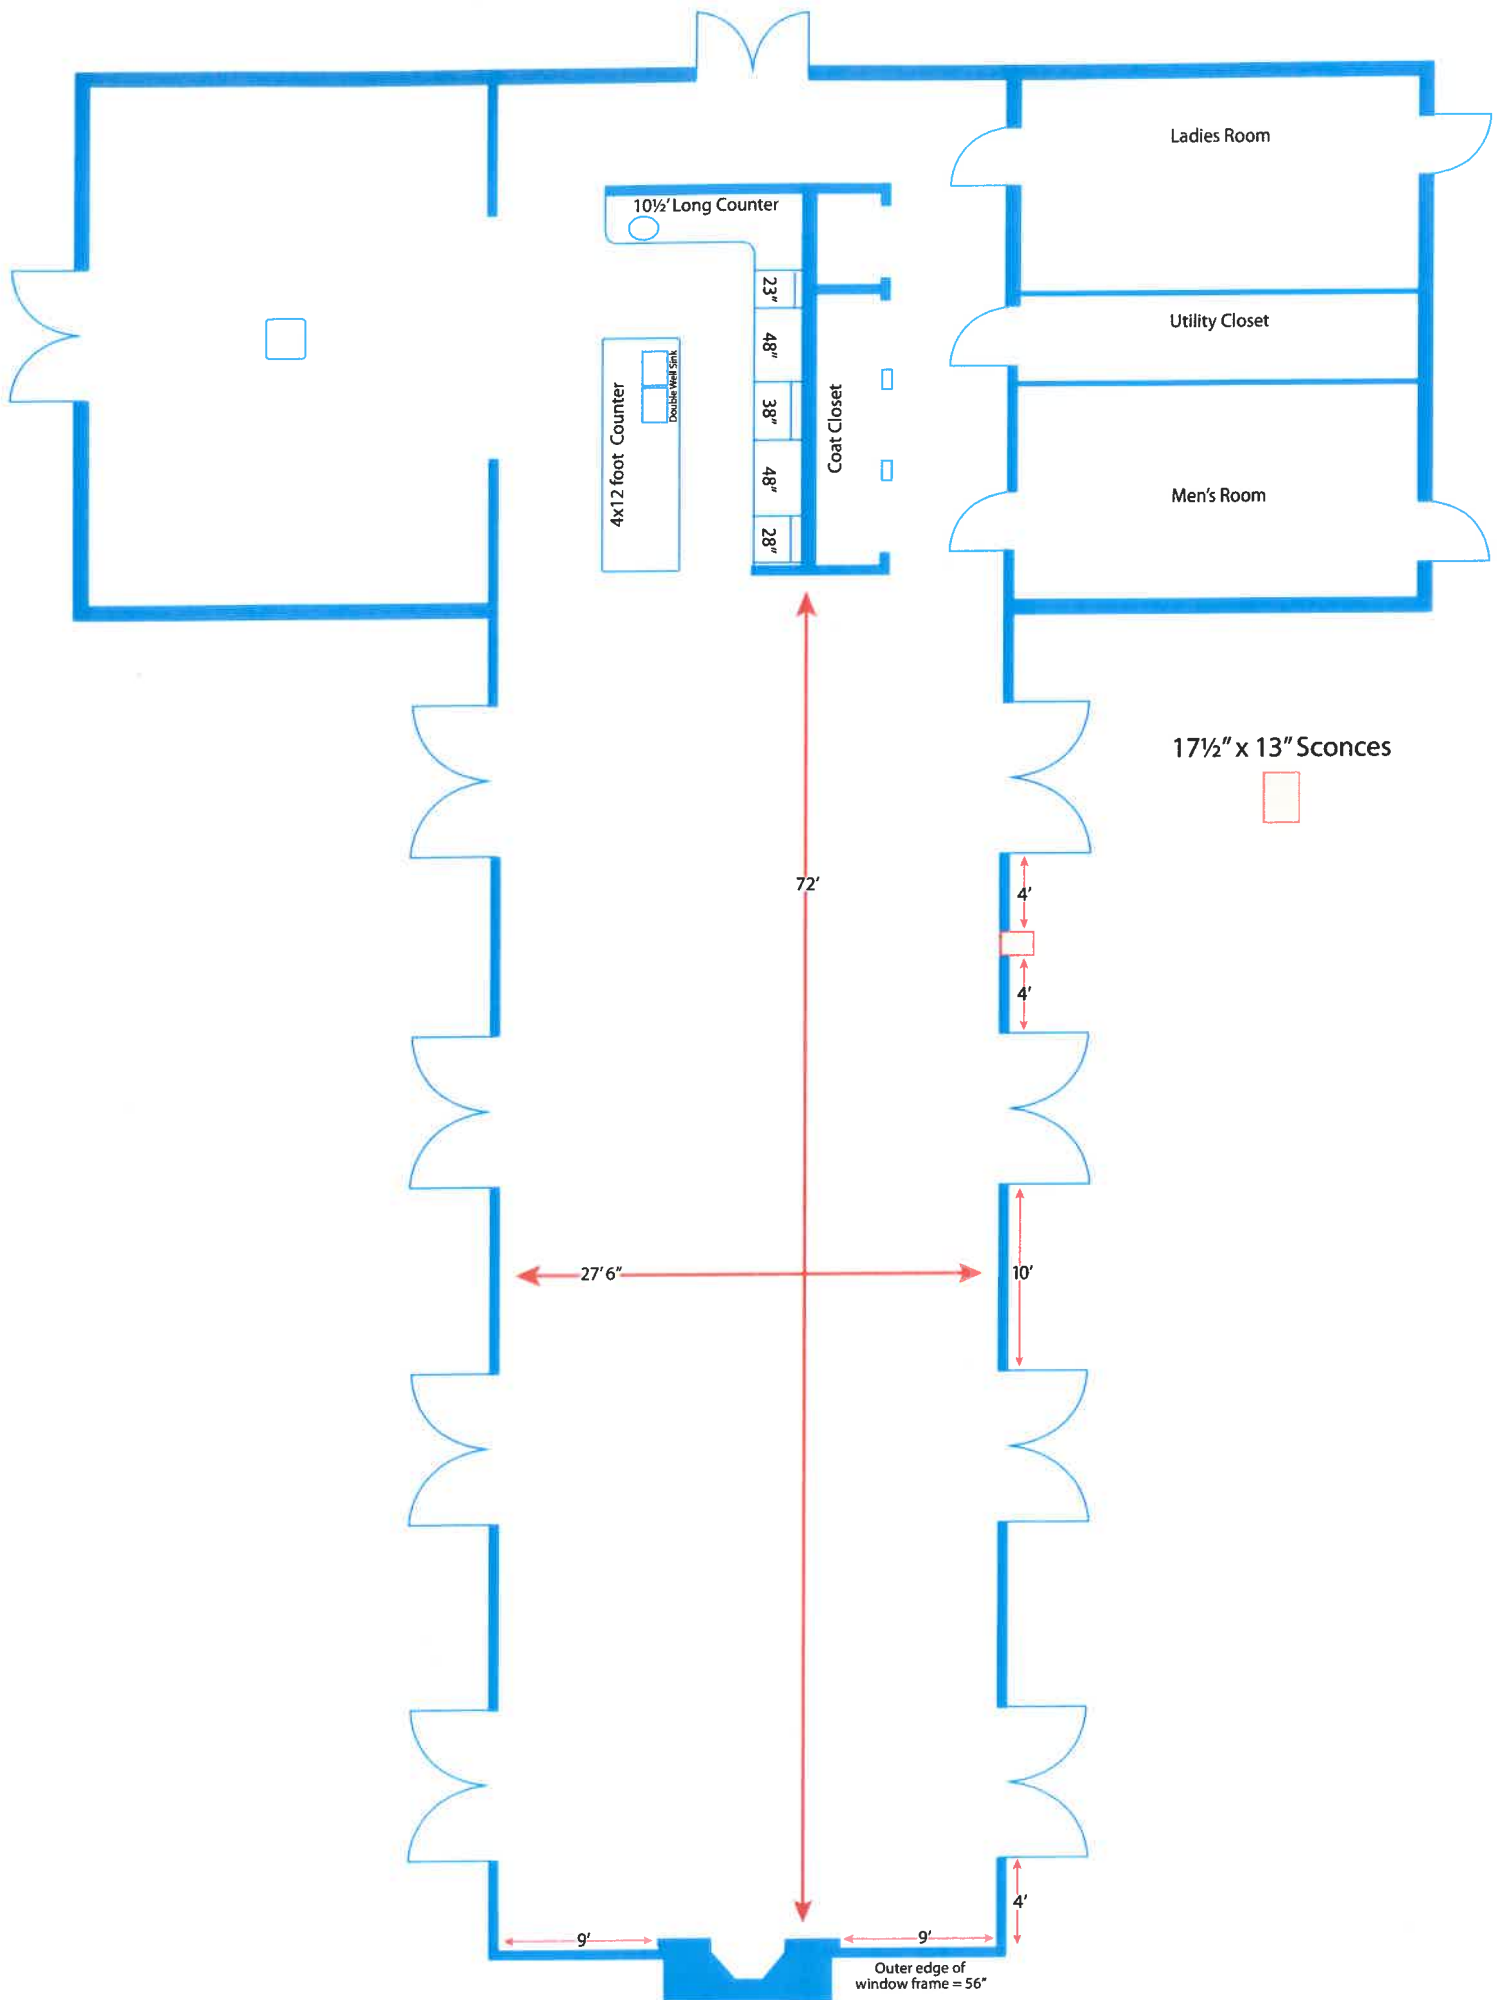 Ladies Room
10½' Long Counter
23"
Utility Closet
48"
Double Well Sink
38"
4x12 foot Counter
Coat Closet
48"
Men's Room
28"
17½" x 13" Sconces
72'
4'
4'
27' 6"
10'
4'
9'
9'
Outer edge of
window frame = 56"